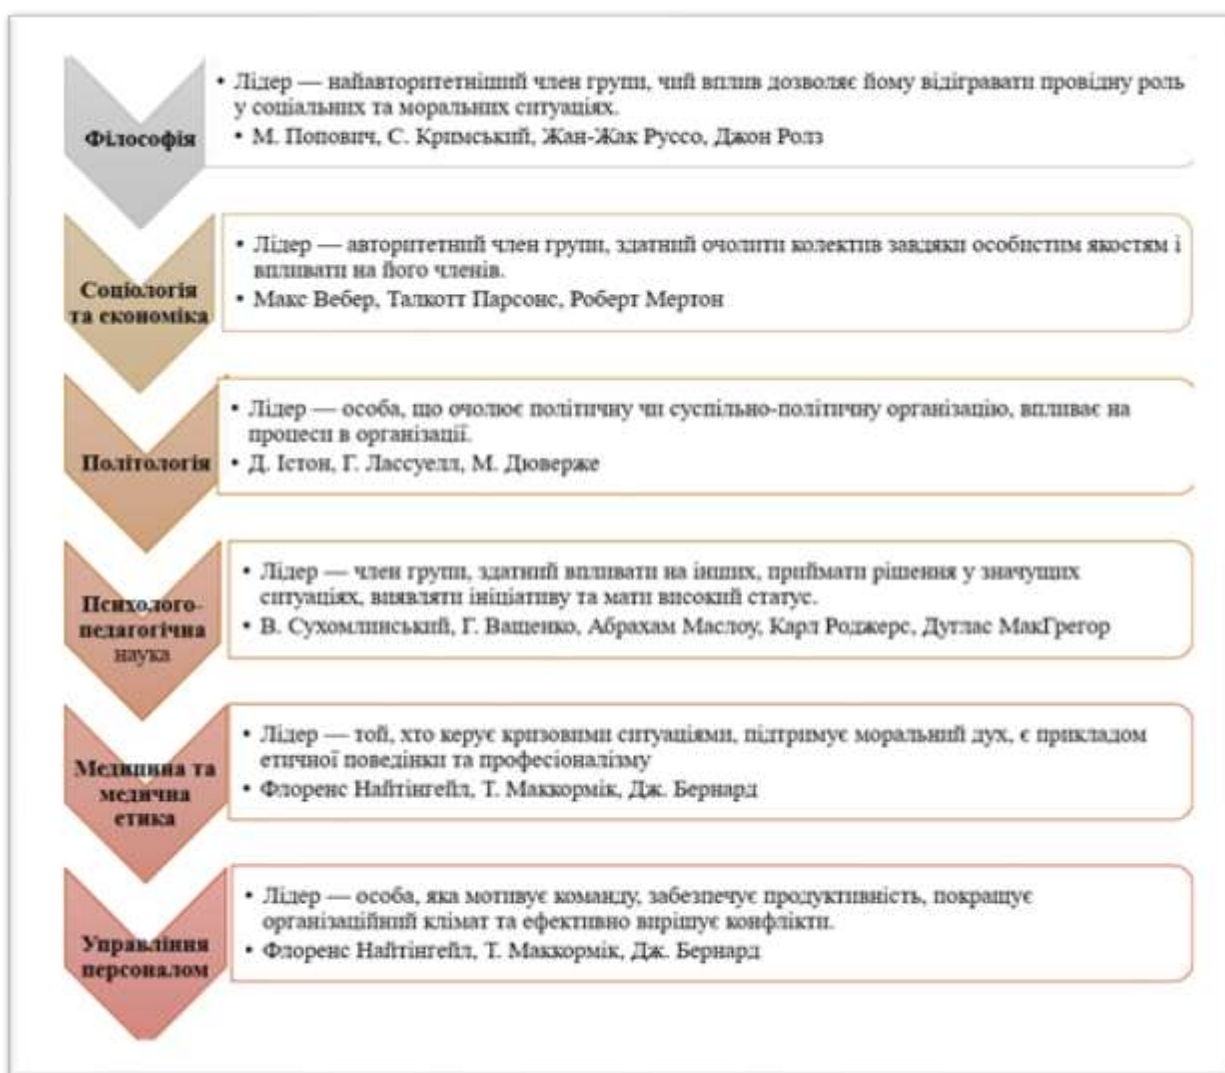 Філософія
• Лідер — найавторитетніший член групи, чий вплив дозволяє йому відігравати провідну роль
у соціальних та моральних ситуаціях.
• М. Попович, С. Кримський, Жан-Жак Руссо, Джон Ролз
Соціологія
та економіка
• Лідер — авторитетний член групи, здатний очолити колектив завдяки особистим якостям і
впливати на його членів.
• Макс Вебер, Талкотт Парсонс, Роберт Мертон
Політологія
• Лідер — особа, що очолює політичну чи суспільно-політичну організацію, впливає на
процеси в організації.
• Д. Істон, Г. Лассуелл, М. Дюверже
Психолого-
педагогічна
наука
• Лідер — член групи, здатний впливати на інших, приймати рішення у значущих
ситуаціях, виявляти ініціативу та мати високий статус.
• В. Сухомлинський, Г. Ващенко, Абрахам Маслоу, Карл Роджерс, Дуглас МакГрегор
Медицина та
медична
етика
• Лідер — той, хто керує кризовими ситуаціями, підтримує моральний дух, є прикладом
етичної поведінки та професіоналізму
• Флоренс Найтінгейл, Т. Маккормік, Дж. Бернард
Управління
персоналом
• Лідер — особа, яка мотивує команду, забезпечує продуктивність, покращує
організаційний клімат та ефективно вирішує конфлікти.
• Флоренс Найтінгейл, Т. Маккормік, Дж. Бернард